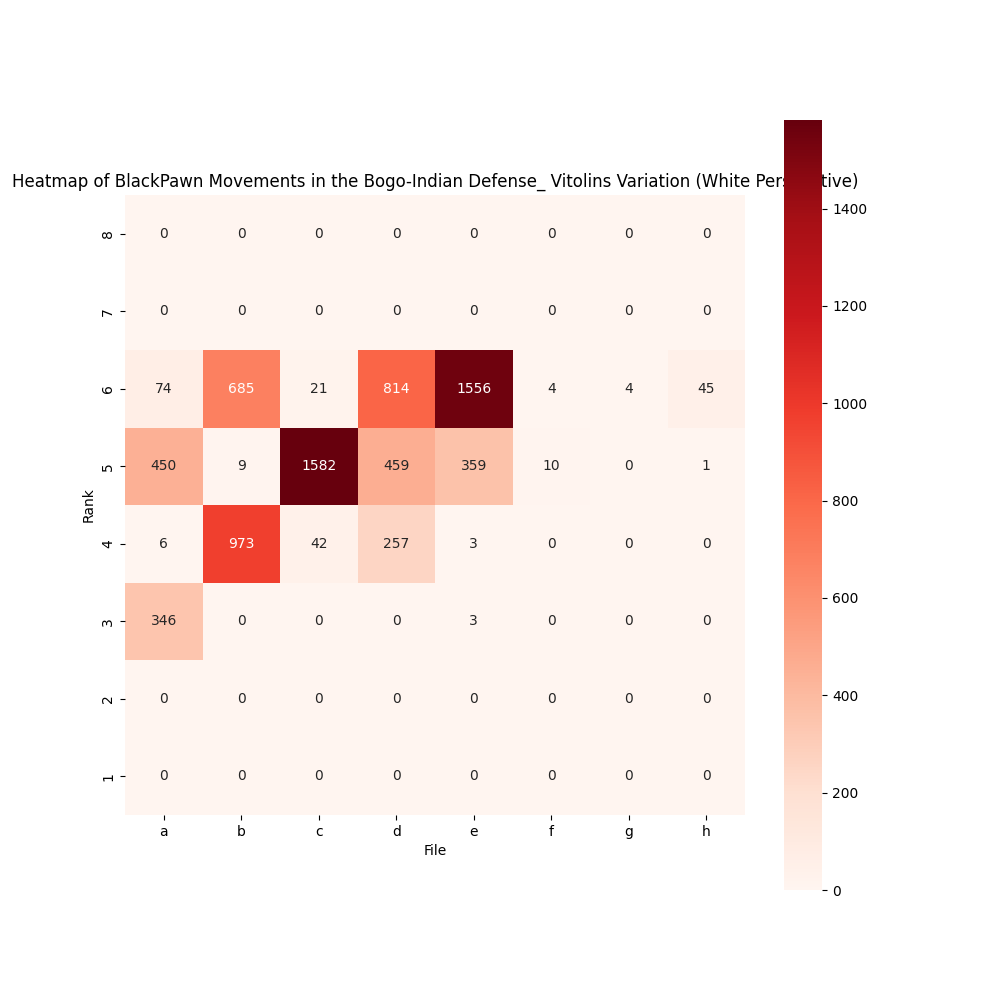 Heatmap of BlackPawn Movements in the Bogo-Indian Defense_ Vitolins Variation (White Pers tive)
8 0 0 0 0 0 0 0 0
7 0 0 0 0 0 0 0 0
6 74 685 21 814 1556 4 4 45
5 450 9 1582 459 359 10 0 1
4 6 973 42 257 3 0 0 0
3 346 0 0 0 3 0 0 0
2 0 0 0 0 0 0 0 0
1 0 0 0 0 0 0 0 0
a b c d e f g h
Rank
File
1400
1200
1000
800
600
400
200
0